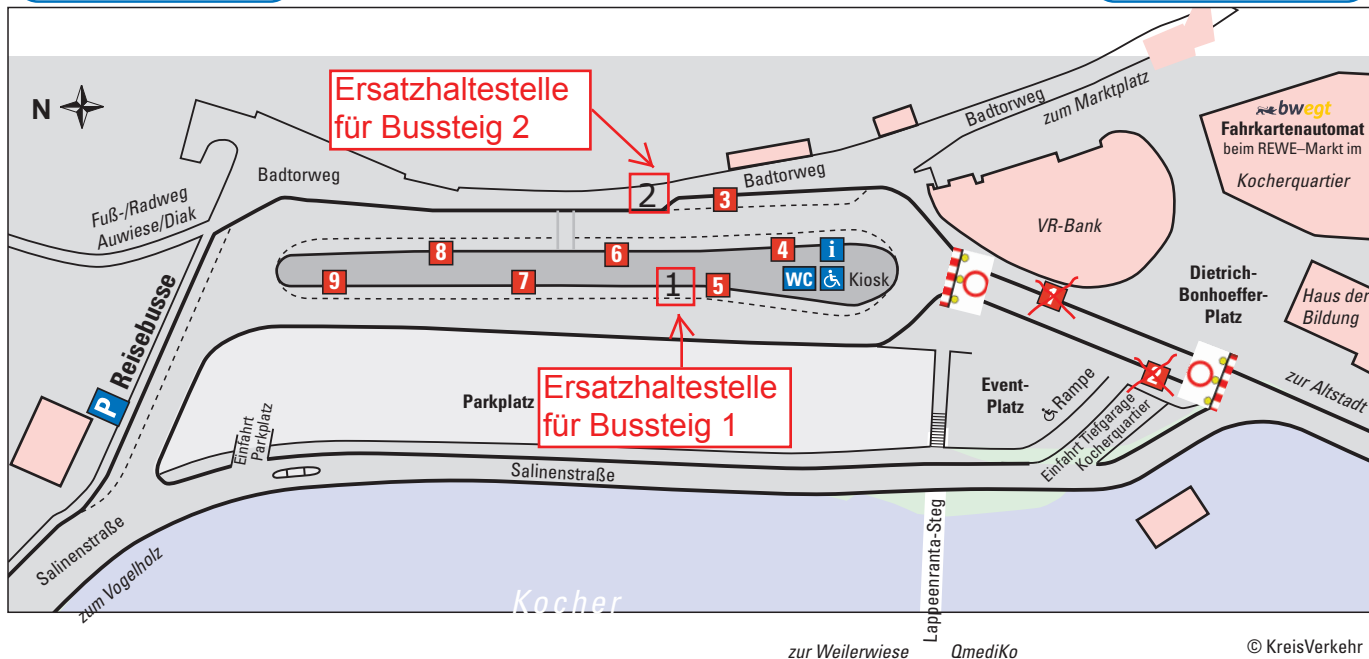 Ersatzhaltestelle
für Bussteig 2
N
Badtorweg
zum Marktplatz
bwegt
Fahrkartenautomat
beim REWE–Markt im
Kocherquartier
Fuß-/Radweg
Auwiese/Diak
Badtorweg
2
3
Badtorweg
VR-Bank
8
6
4
i
9
7
1
5
WC
Kiosk
1
Dietrich-
Bonhoeffer-
Platz
Haus der
Bildung
P Reisebusse
Ersatzhaltestelle
für Bussteig 1
Parkplatz
Event-
Platz
Rampe
2
zur Altstadt
Einfahrt
Parkplatz
Einfahrt Tiefgarage
Kocherquartier
Salinenstraße
Salinenstraße
zum Vogelholz
Kocher
Lappeenranta-Steg
zur Weilerwiese
QmediKo
© KreisVerkehr